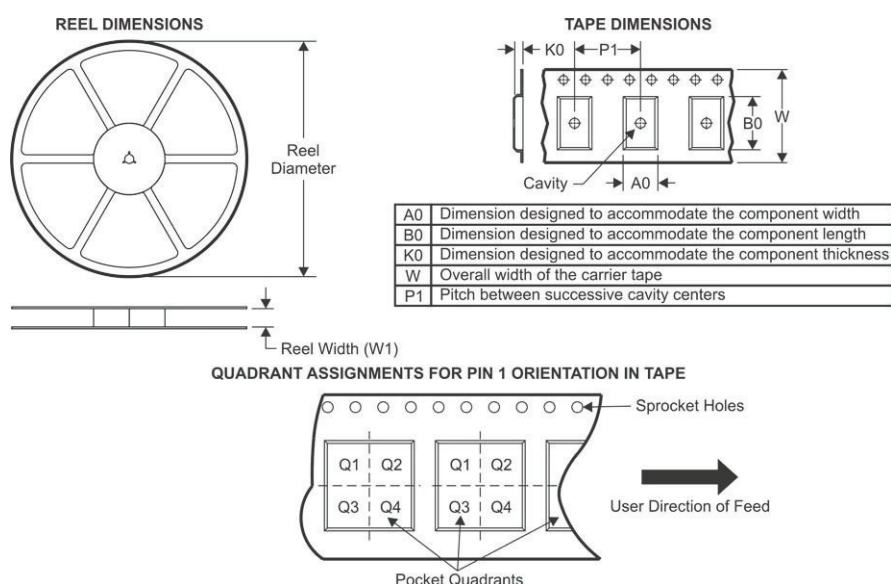 REEL DIMENSIONS
Reel
Diameter
Reel Width (W1)
TAPE DIMENSIONS
K0
P1
B0
W
Cavity
A0
A0 Dimension designed to accommodate the component width
B0 Dimension designed to accommodate the component length
K0 Dimension designed to accommodate the component thickness
W Overall width of the carrier tape
P1 Pitch between successive cavity centers
QUADRANT ASSIGNMENTS FOR PIN 1 ORIENTATION IN TAPE
Sprocket Holes
Q1 Q2 Q1 Q2
Q3 Q4 Q3 Q4
User Direction of Feed
Pocket Quadrants